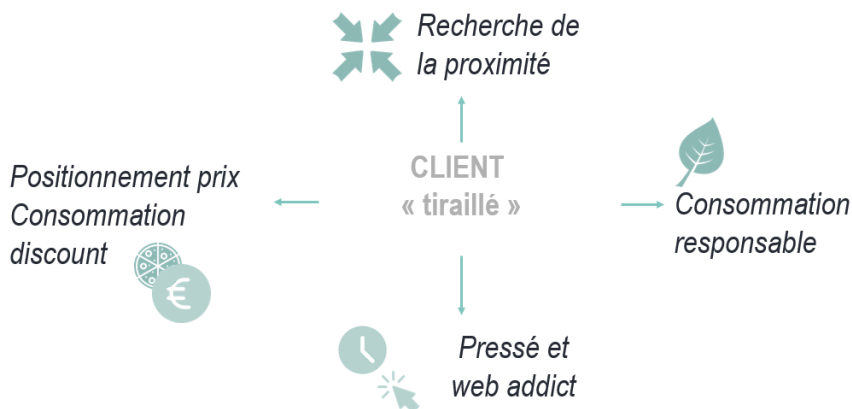 Recherche de
la proximité
CLIENT
« tiraillé »
Positionnement prix
Consommation
discount
€
Consommation
responsable
Pressé et
web addict